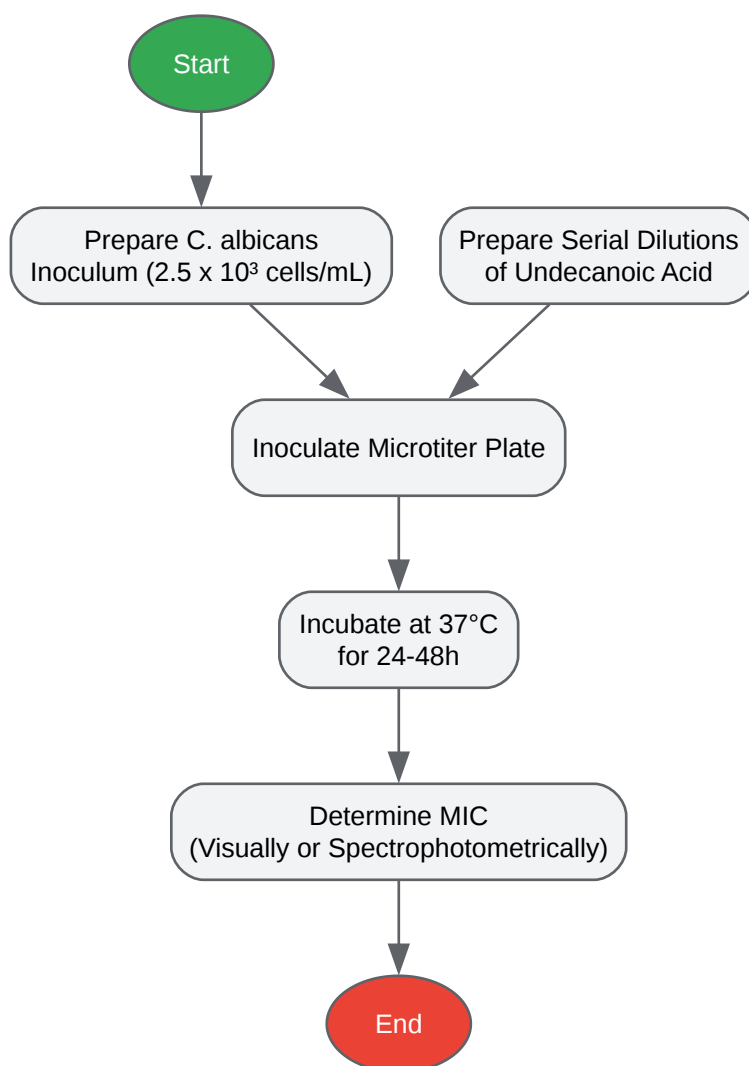 Start
Prepare C. albicans
Inoculum (2.5 x 10³ cells/mL)
Prepare Serial Dilutions
of Undecanoic Acid
Inoculate Microtiter Plate
Incubate at 37°C
for 24-48h
Determine MIC
(Visually or Spectrophotometrically)
End